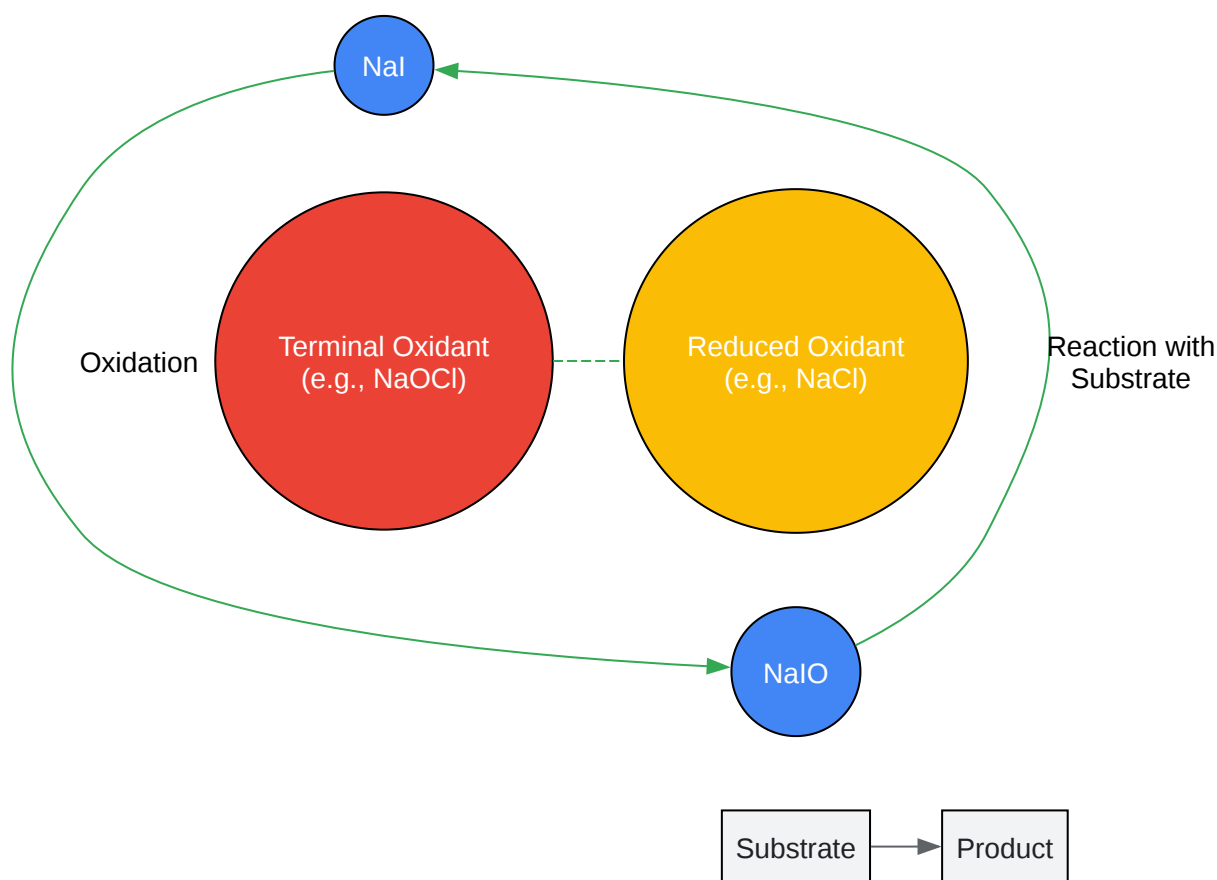 NaI
Oxidation
Terminal Oxidant
(e.g., NaOCl)
Reduced Oxidant
(e.g., NaCl)
Reaction with
Substrate
NaIO
Substrate
Product